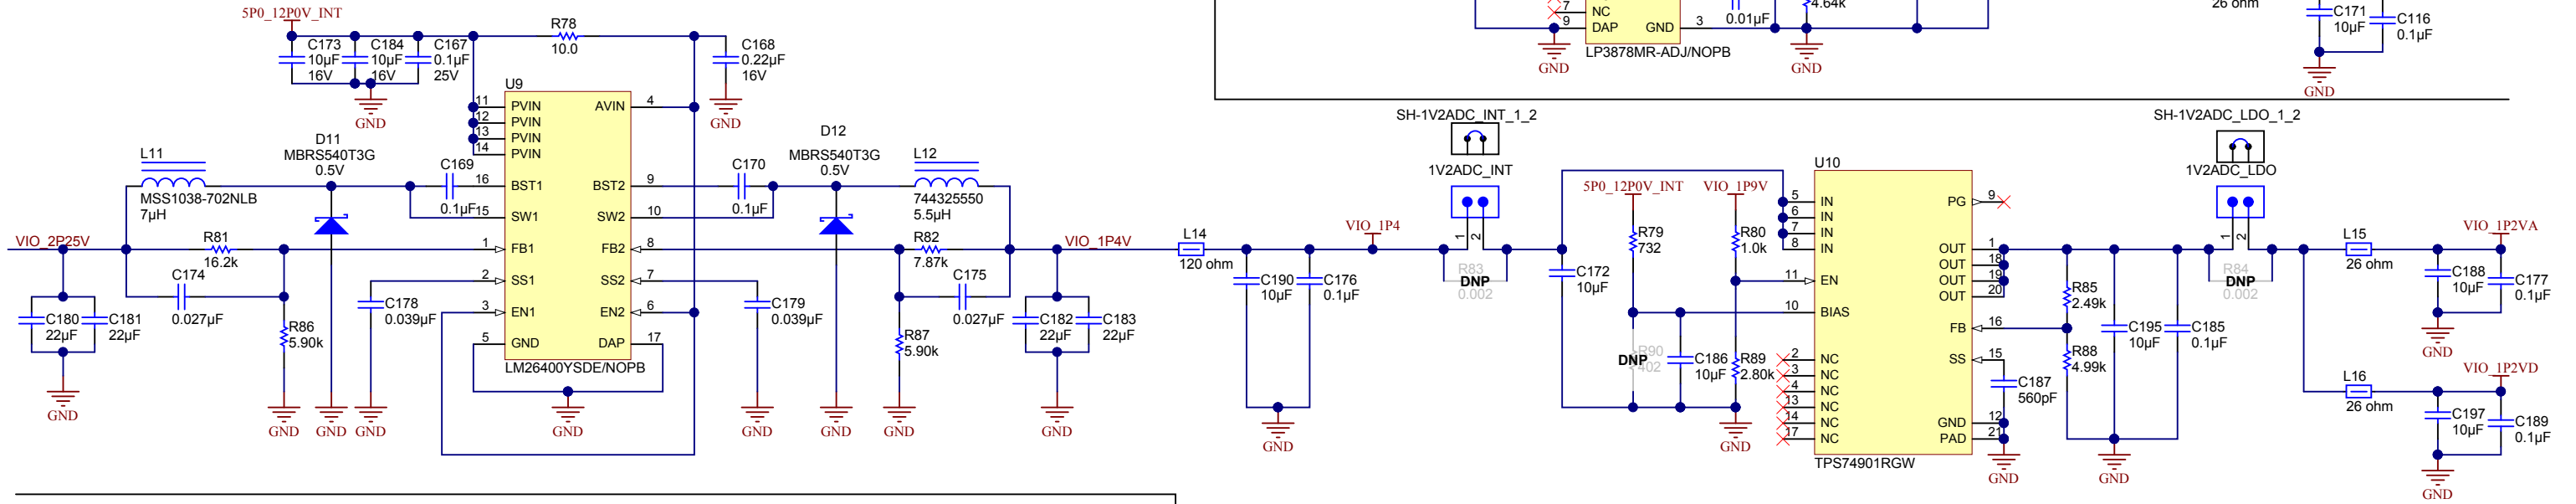 5P0_12P0V_INT
C173
10µF
16V
C184
10µF
16V
C167
0.1µF
25V
R78
10.0
C168
0.22µF
16V
GND
GND
U9
11 PVIN
12 PVIN
13 PVIN
14 PVIN
16 BST1
15 SW1
1 FB1
2 SS1
3 EN1
5 GND
AVIN 4
BST2 9
SW2 10
FB2 8
SS2 7
EN2 6
DAP 17
LM26400YSDE/NOPB
L11
MSS1038-702NLB
7µH
D11
MBRS540T3G
0.5V
C169
0.1µF
C170
0.1µF
D12
MBRS540T3G
0.5V
L12
744325550
5.5µH
VIO_2P25V
R81
16.2k
C174
0.027µF
C180
22µF
C181
22µF
R86
5.90k
C178
0.039µF
C179
0.039µF
R82
7.87k
C175
0.027µF
R87
5.90k
C182
22µF
C183
22µF
VIO_1P4V
GND
GND
GND
GND
GND
GND
GND
GND
GND
7 NC
9 DAP
GND 3
LP3878MR-ADJ/NOPB
0.01µF
4.64k
GND
GND
26 ohm
C171
10µF
C116
0.1µF
GND
L14
120 ohm
C190
10µF
C176
0.1µF
GND
VIO_1P4
SH-1V2ADC_INT_1_2
1V2ADC_INT
1
2
R83
DNP
0.002
C172
10µF
5P0_12P0V_INT
VIO_1P9V
R79
732
R80
1.0k
R90
DNP
402
C186
10µF
R89
2.80k
GND
U10
5 IN
6 IN
7 IN
8 IN
11 EN
10 BIAS
2 NC
3 NC
4 NC
13 NC
14 NC
17 NC
PG 9
OUT 1
OUT 18
OUT 19
OUT 20
FB 16
SS 15
GND 12
PAD 21
TPS74901RGW
C187
560pF
GND
R85
2.49k
R88
4.99k
C195
10µF
C185
0.1µF
GND
SH-1V2ADC_LDO_1_2
1V2ADC_LDO
1
2
R84
DNP
0.002
L15
26 ohm
VIO_1P2VA
C188
10µF
C177
0.1µF
GND
L16
26 ohm
VIO_1P2VD
C197
10µF
C189
0.1µF
GND